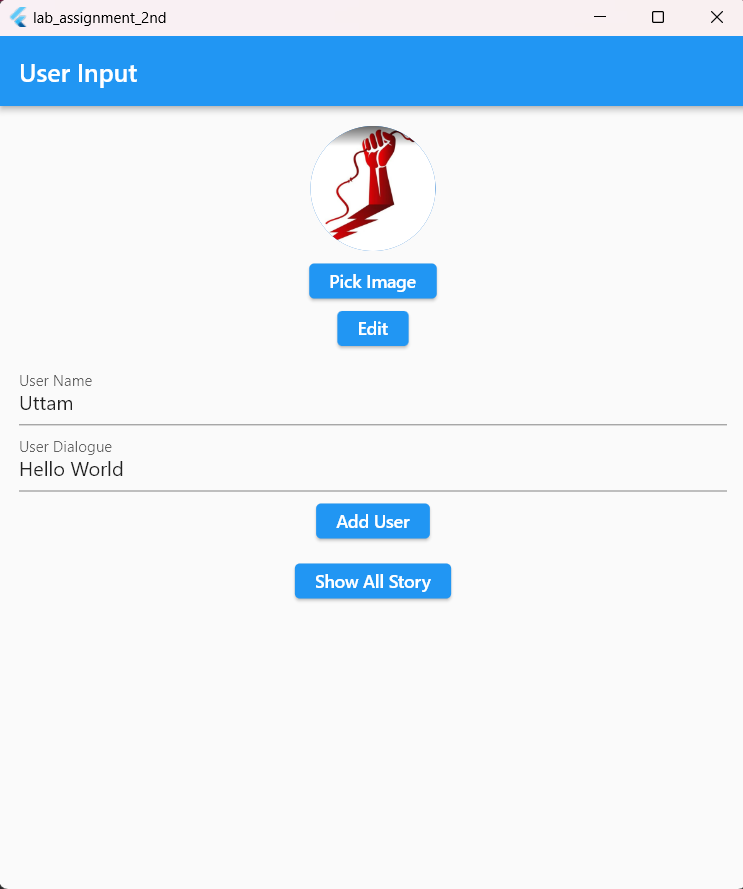 lab_assignment_2nd
User Input
Pick Image
Edit
User Name
Uttam
User Dialogue
Hello World
Add User
Show All Story